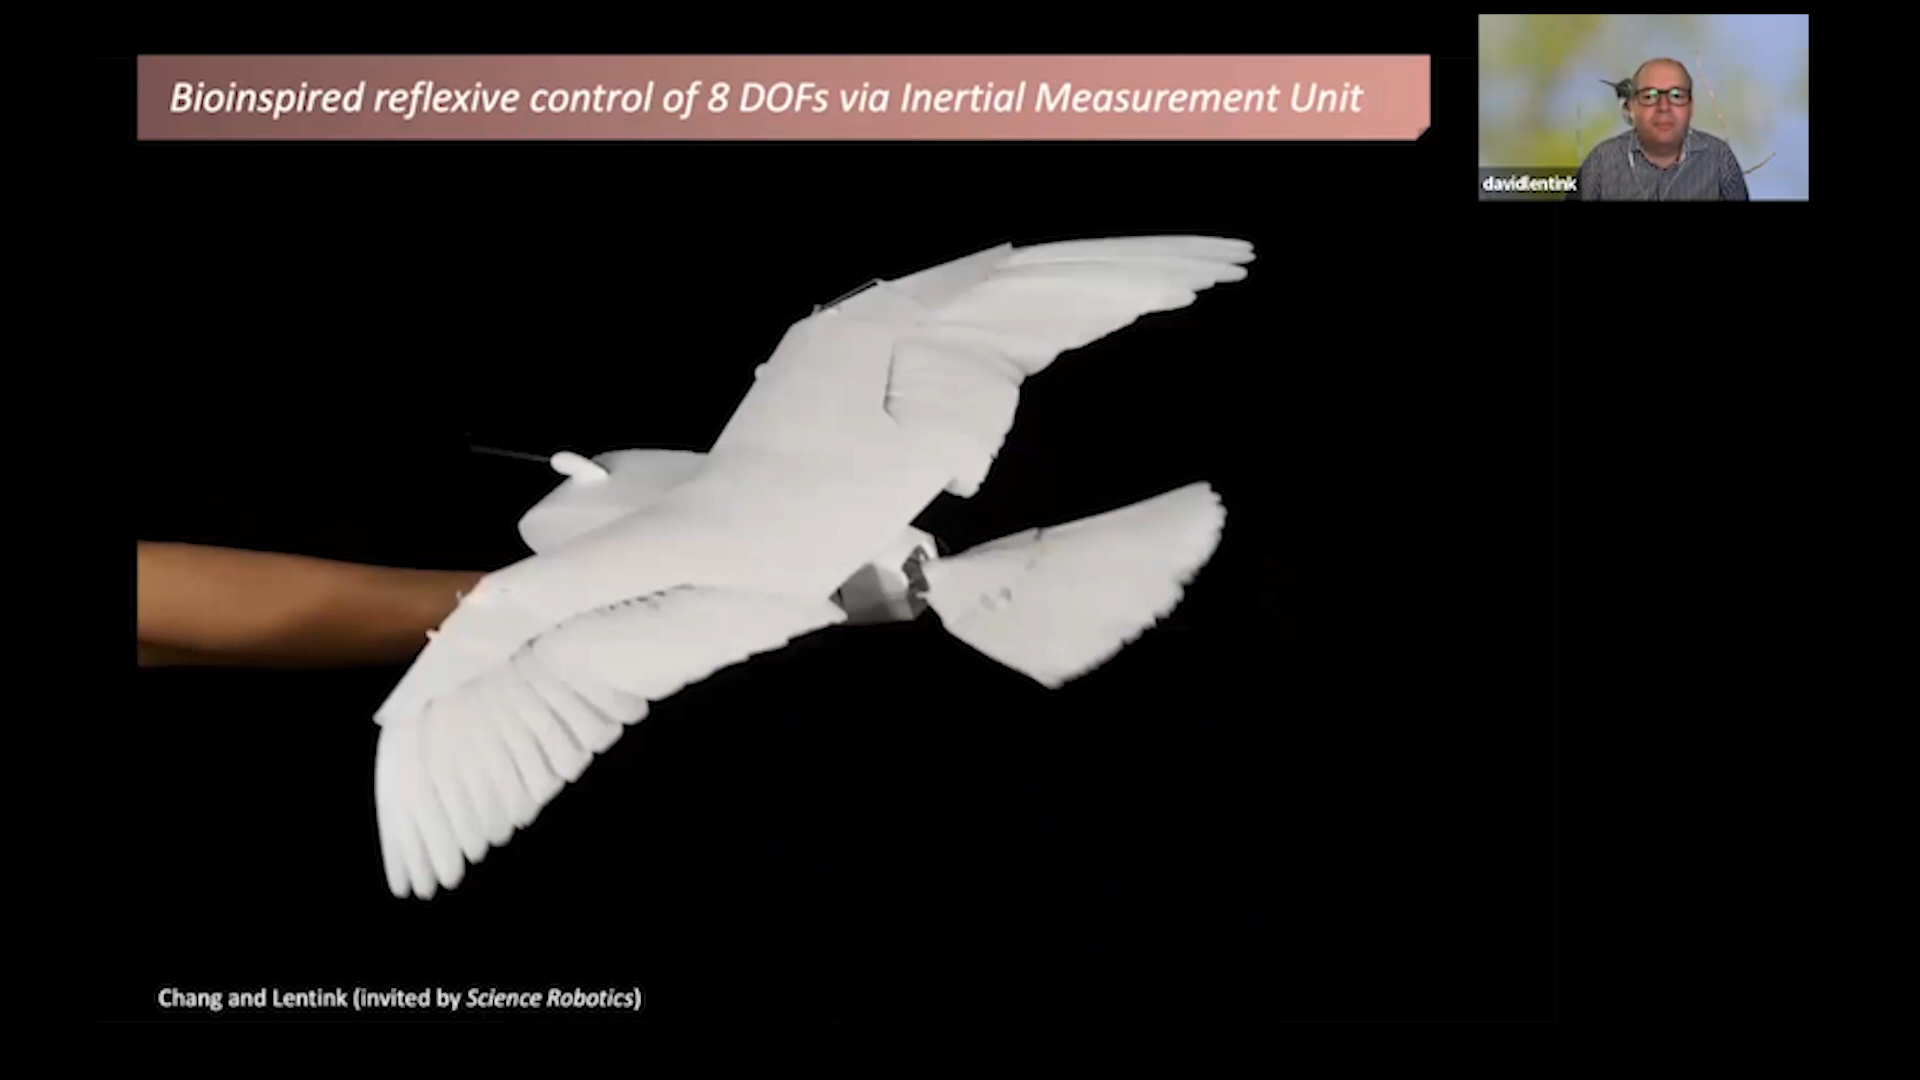 Bioinspired reflexive control of 8 DOFs via Inertial Measurement Unit
davidlentink
Chang and Lentink (invited by Science Robotics)